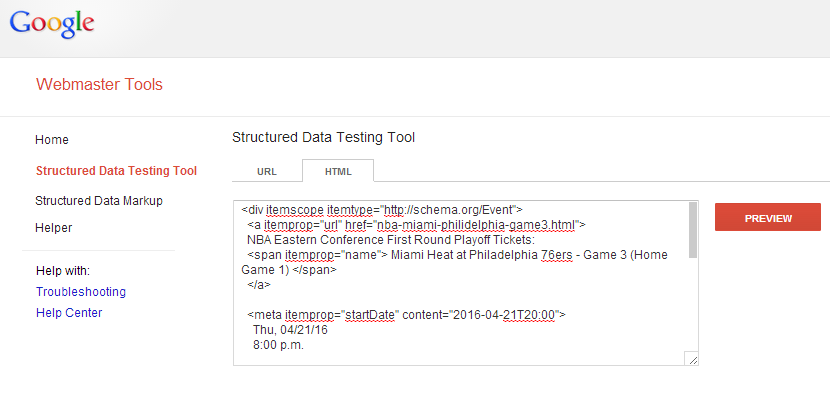 Google
Webmaster Tools
Home
Structured Data Testing Tool
Structured Data Markup
Helper
Help with:
Troubleshooting
Help Center
Structured Data Testing Tool
URL HTML
<div itemscope itemtype="http://schema.org/Event">
<a itemprop="url" href="nba-miami-philidelphia-game3.html">
NBA Eastern Conference First Round Playoff Tickets:
<span itemprop="name"> Miami Heat at Philadelphia 76ers - Game 3 (Home
Game 1) </span>
</a>
<meta itemprop="startDate" content="2016-04-21T20:00">
Thu, 04/21/16
8:00 p.m.
PREVIEW